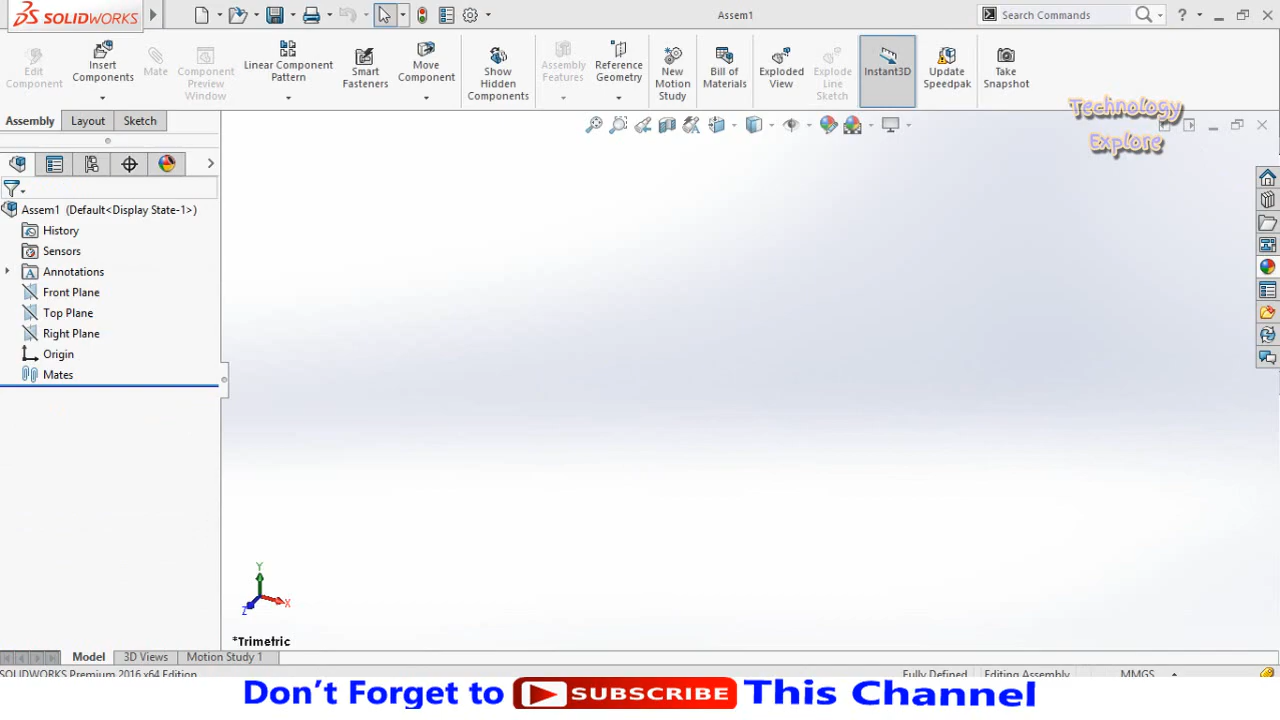 SOLIDWORKS
Assem1
Search Commands
Edit
Component
Insert
Components
Mate
Component
Preview
Window
Linear Component
Pattern
Smart
Fasteners
Move
Component
Show
Hidden
Components
Assembly
Features
Reference
Geometry
New
Motion
Study
Bill of
Materials
Exploded
View
Explode
Line
Sketch
Instant3D
Update
Speedpak
Take
Snapshot
Technology
Explore
Assembly
Layout
Sketch
Assem1 (Default<Display State-1>)
History
Sensors
Annotations
Front Plane
Top Plane
Right Plane
Origin
Mates
Y
X
Z
*Trimetric
Model
3D Views
Motion Study 1
SOLIDWORKS Premium 2016 x64 Edition
Fully Defined
Editing Assembly
MMGS
Don't Forget to SUBSCRIBE This Channel